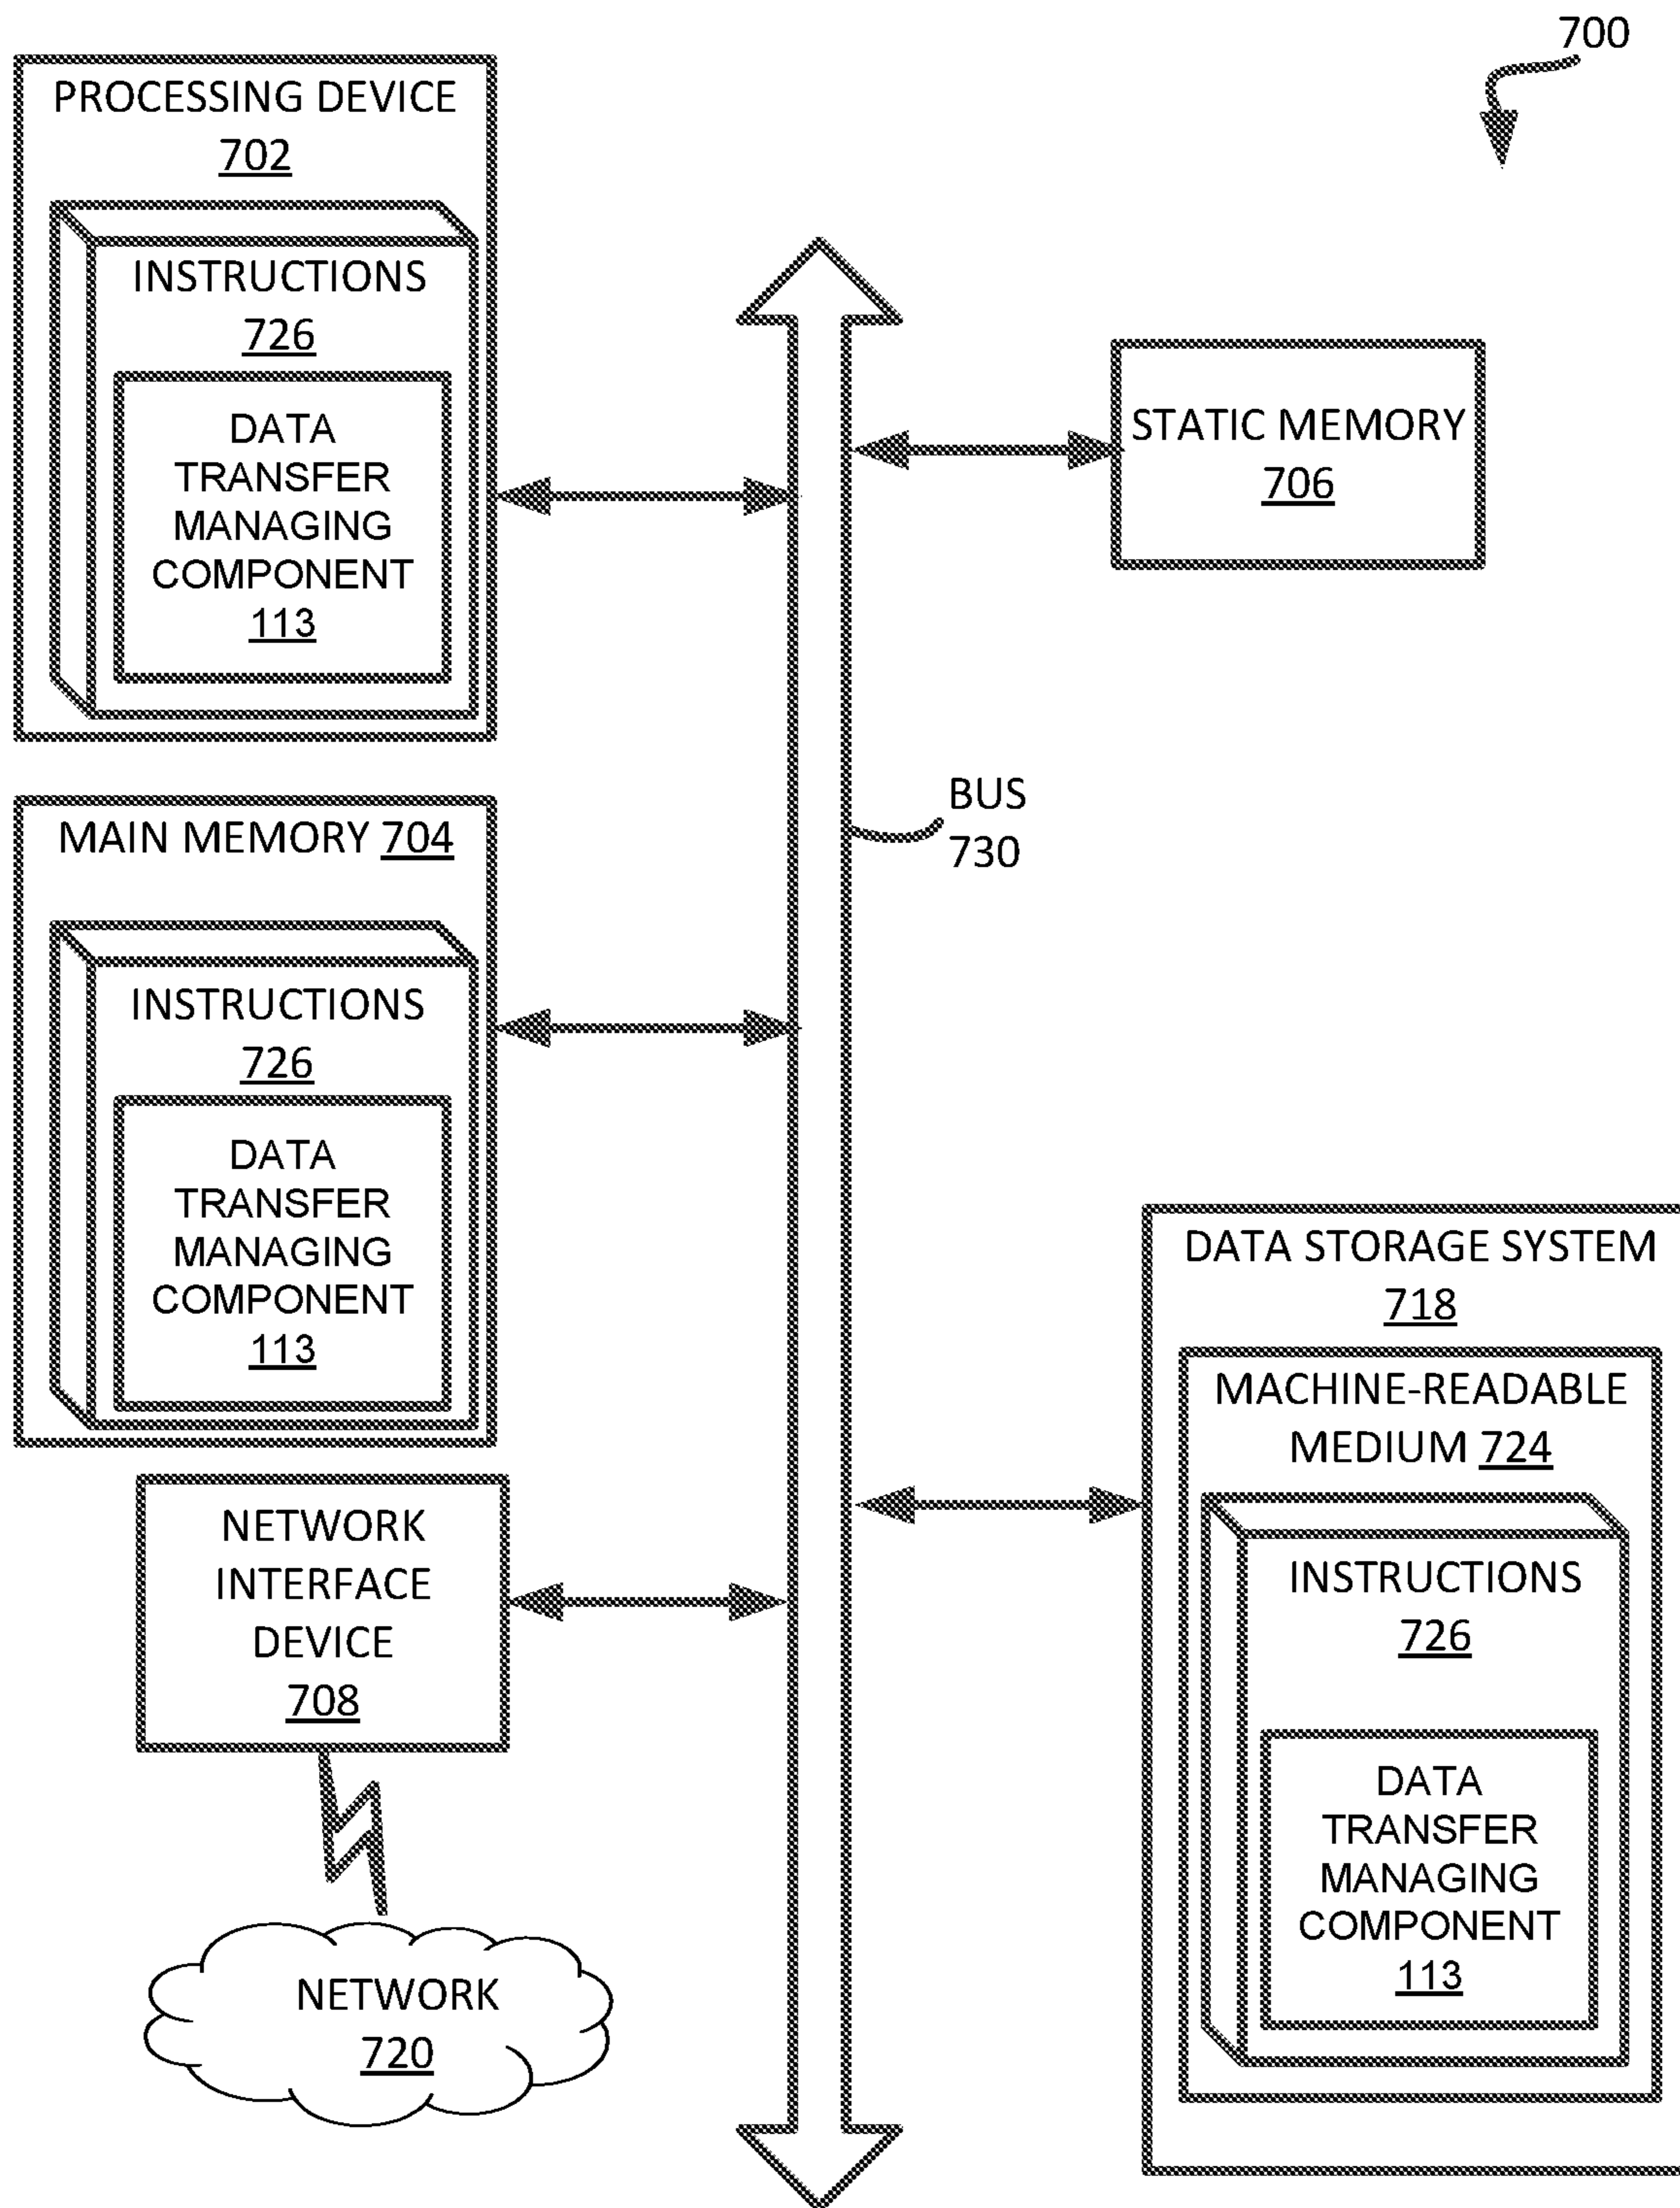 700
PROCESSING DEVICE
702
INSTRUCTIONS
726
DATA
TRANSFER
MANAGING
COMPONENT
113
STATIC MEMORY
706
BUS
730
MAIN MEMORY 704
INSTRUCTIONS
726
DATA
TRANSFER
MANAGING
COMPONENT
113
NETWORK
INTERFACE
DEVICE
708
NETWORK
720
DATA STORAGE SYSTEM
718
MACHINE-READABLE
MEDIUM 724
INSTRUCTIONS
726
DATA
TRANSFER
MANAGING
COMPONENT
113